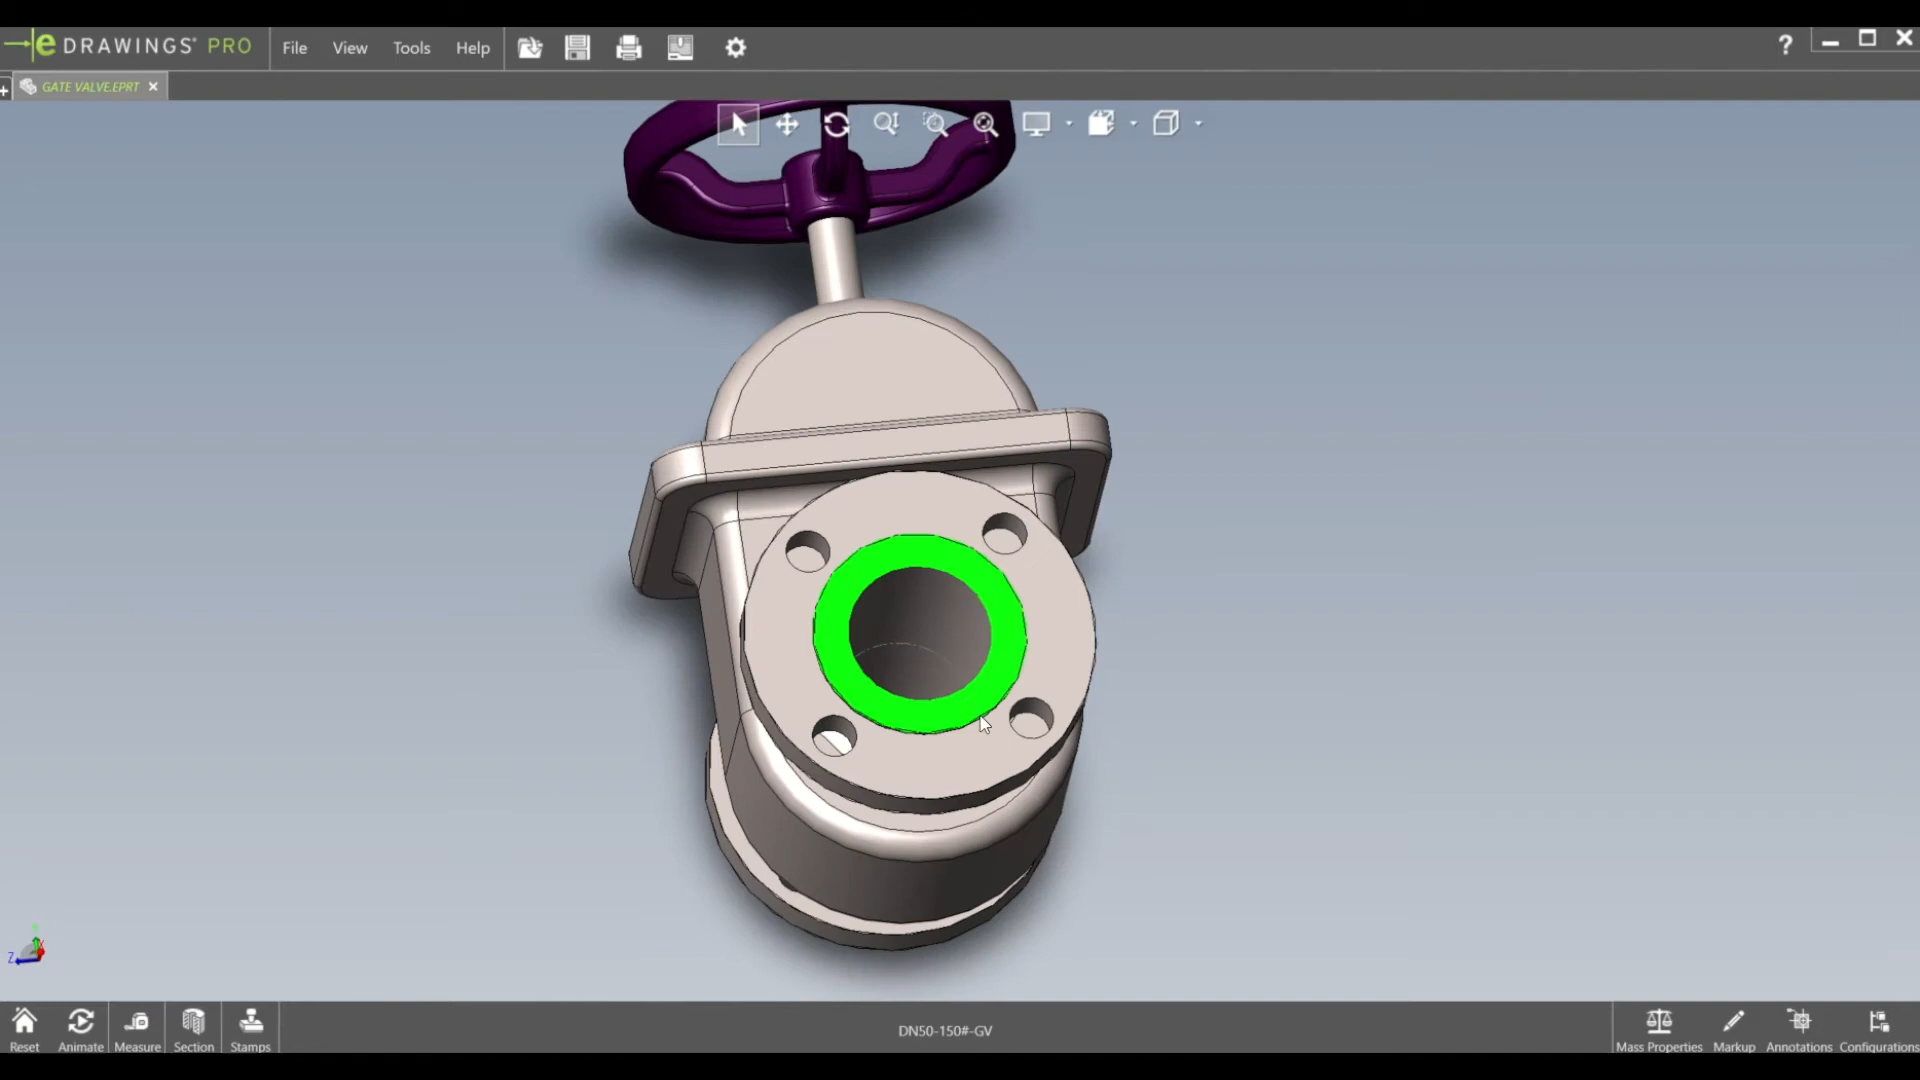 eDRAWINGS® PRO File View Tools Help ?
GATE VALVE.EPRT
Z
Reset Animate Measure Section Stamps DN50-150#-GV Mass Properties Markup Annotations Configurations